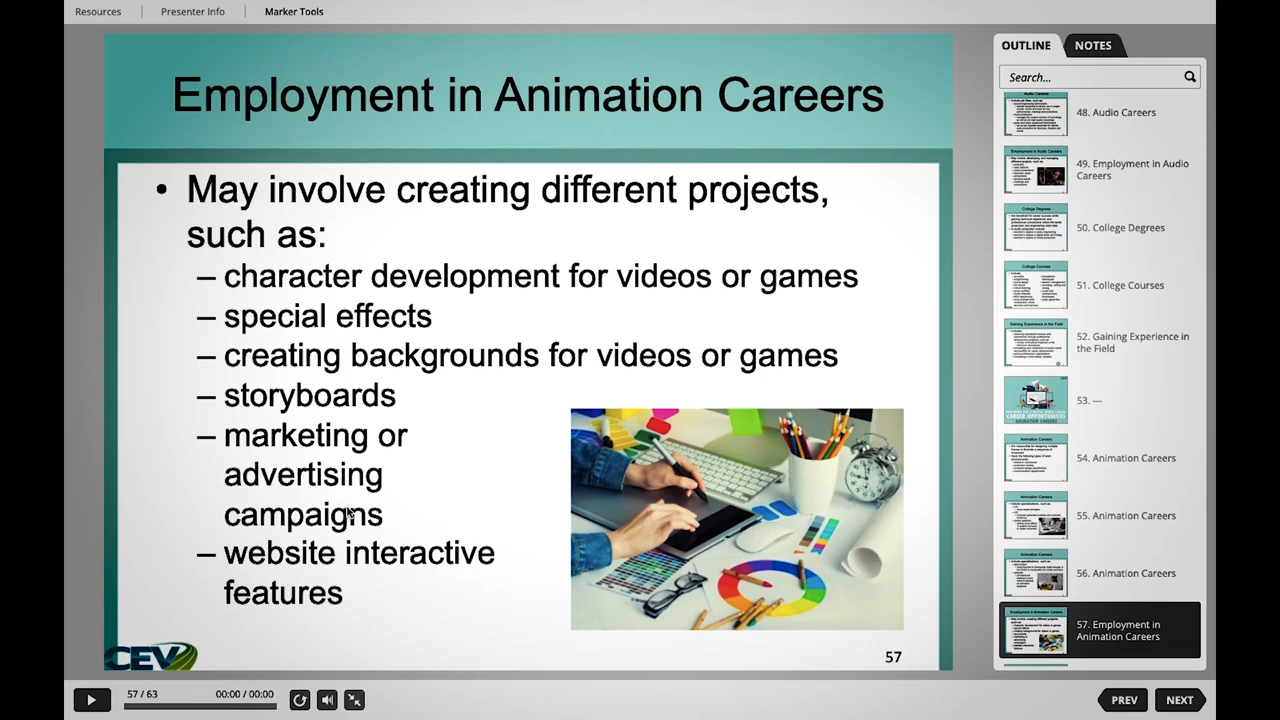 Resources
Presenter Info
Marker Tools
Employment in Animation Careers
• May involve creating different projects,
such as:
– character development for videos or games
– special effects
– creating backgrounds for videos or games
– storyboards
– marketing or
advertising
campaigns
– website interactive
features
CEV
57
OUTLINE
NOTES
Search...
48. Audio Careers
49. Employment in Audio
Careers
50. College Degrees
51. College Courses
52. Gaining Experience in
the Field
53. ---
54. Animation Careers
55. Animation Careers
56. Animation Careers
57. Employment in
Animation Careers
57 / 63
00:00 / 00:00
PREV
NEXT